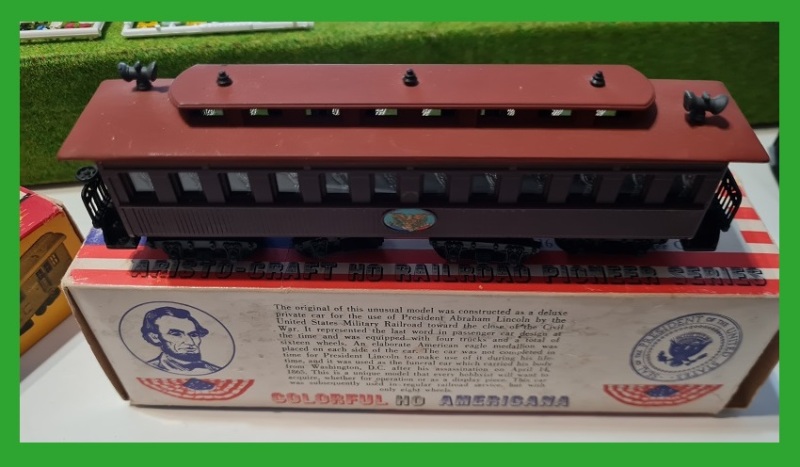 ARISTO-CRAFT HO RAILROAD PIONEER SERIES
The original of this unusual model was constructed as a deluxe
private car for the use of President Abraham Lincoln by the
United States Military Railroad toward the close of the Civil
War. It represented the last word in passenger car design at
the time and was equipped with four trucks and a total of
sixteen wheels. An elaborate American eagle medallion was
placed on each side of the car. The car was not completed in
time for President Lincoln to make use of it during his life
time, and it was used as the funeral car which carried his body
from Washington, D.C. after his assassination on April 14,
1865. This is a unique model that every hobbyist will want to
acquire, whether for operation or as a display piece. This car
was subsequently used in regular railroad service, but with
only eight wheels.
COLORFUL HO AMERICANA
PRESIDENT OF THE UNITED STATES